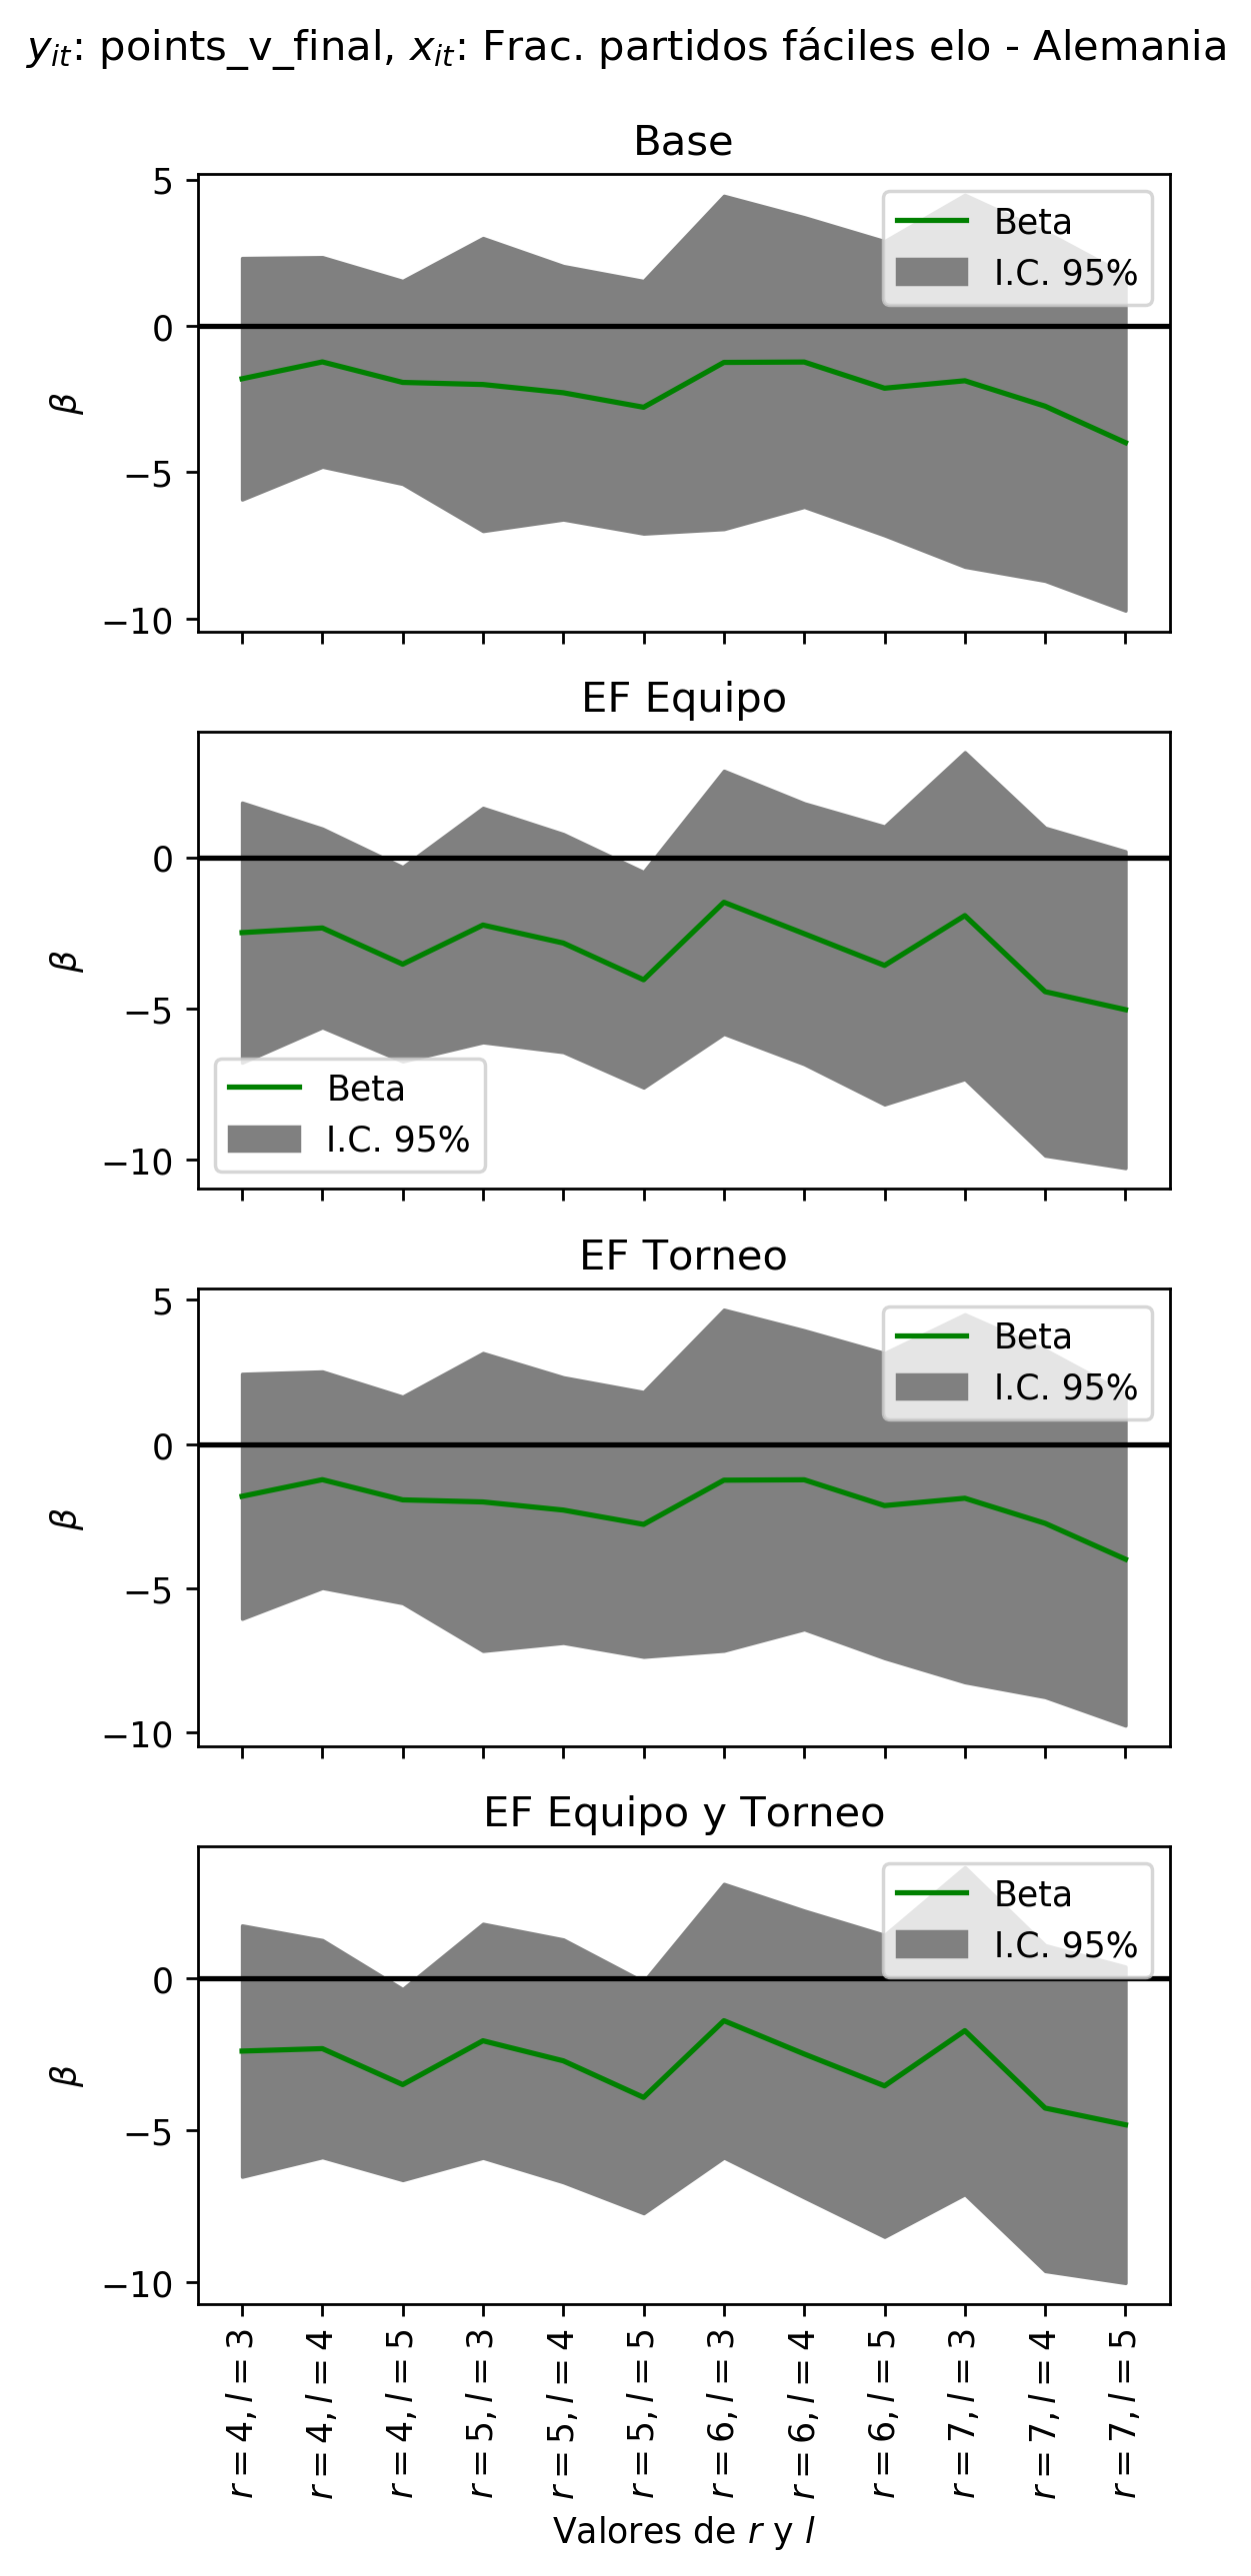 y_it: points_v_final, x_it: Frac. partidos fáciles elo - Alemania
Base
5
0
−5
−10
β
Beta
I.C. 95%
EF Equipo
0
−5
−10
β
Beta
I.C. 95%
EF Torneo
5
0
−5
−10
β
Beta
I.C. 95%
EF Equipo y Torneo
0
−5
−10
β
Beta
I.C. 95%
r = 4, l = 3
r = 4, l = 4
r = 4, l = 5
r = 5, l = 3
r = 5, l = 4
r = 5, l = 5
r = 6, l = 3
r = 6, l = 4
r = 6, l = 5
r = 7, l = 3
r = 7, l = 4
r = 7, l = 5
Valores de r y l